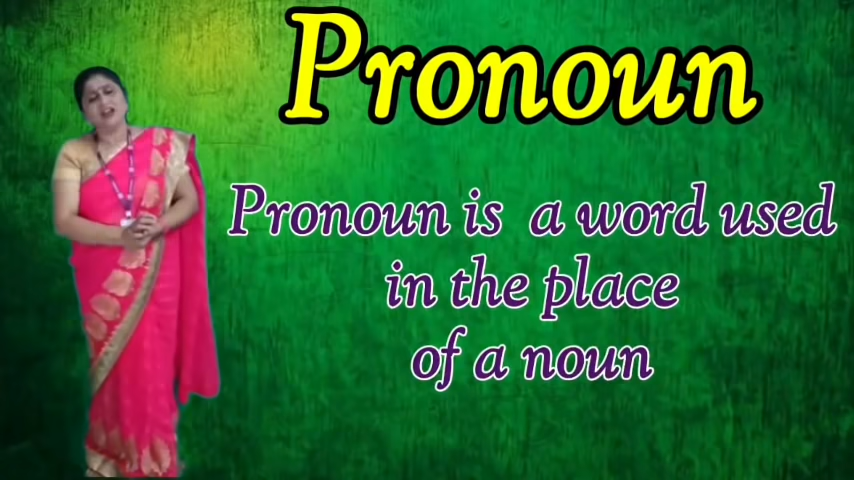 Pronoun
Pronoun is a word used
in the place
of a noun